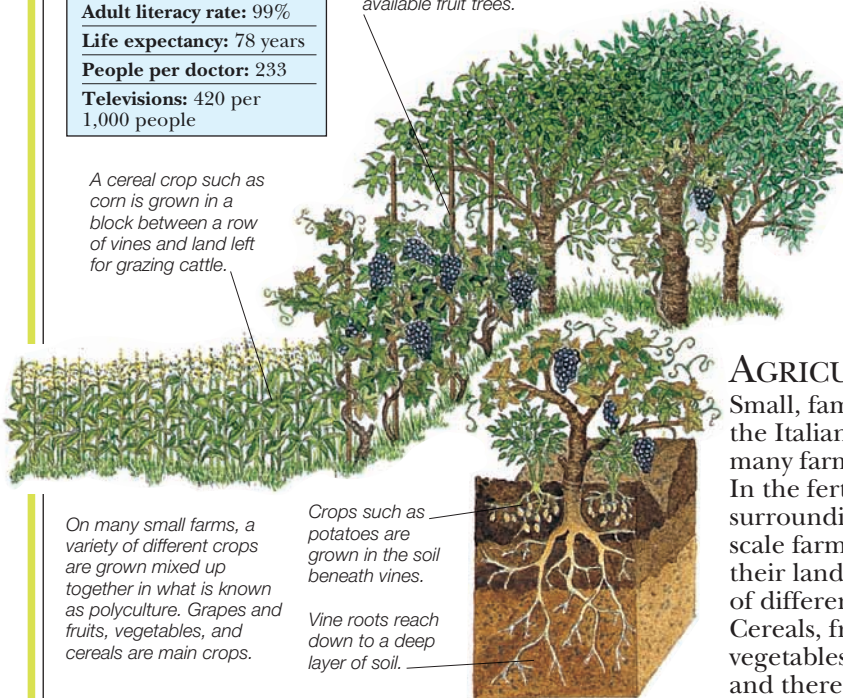 available fruit trees.
Adult literacy rate: 99%
Life expectancy: 78 years
People per doctor: 233
Televisions: 420 per
1,000 people
A cereal crop such as
corn is grown in a
block between a row
of vines and land left
for grazing cattle.
On many small farms, a
variety of different crops
are grown mixed up
together in what is known
as polyculture. Grapes and
fruits, vegetables, and
cereals are main crops.
Crops such as
potatoes are
grown in the soil
beneath vines.
Vine roots reach
down to a deep
layer of soil.
AGRICU
Small, fam
the Italian
many farm
In the fert
surroundi
scale farm
their land
of differen
Cereals, fr
vegetables
and there